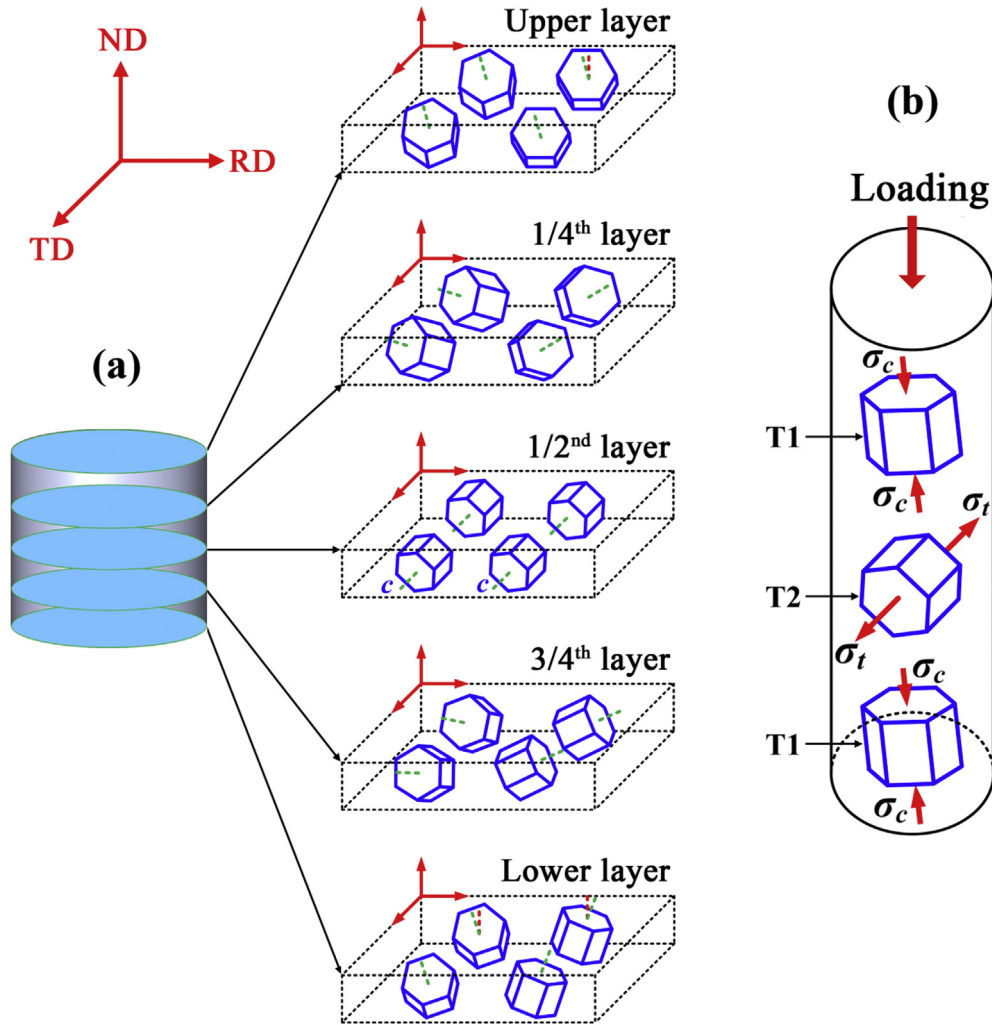 ND
RD
TD
(a)
Upper layer
1/4th layer
1/2nd layer
c
c
3/4th layer
Lower layer
(b)
Loading
σc
T1
σc
σt
T2
σt
σc
T1
σc